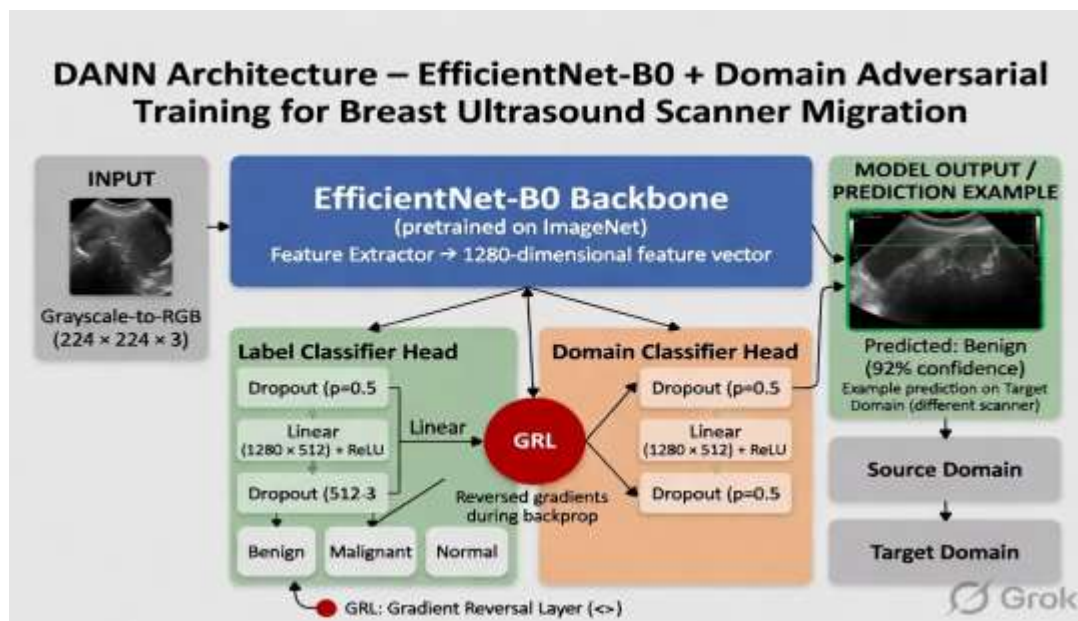 DANN Architecture – EfficientNet-B0 + Domain Adversarial
Training for Breast Ultrasound Scanner Migration
INPUT
Grayscale-to-RGB
(224 × 224 × 3)
EfficientNet-B0 Backbone
(pretrained on ImageNet)
Feature Extractor → 1280-dimensional feature vector
MODEL OUTPUT /
PREDICTION EXAMPLE
Predicted: Benign
(92% confidence)
Example prediction on Target
Domain (different scanner)
Source Domain
Target Domain
Label Classifier Head
Dropout (p=0.5
Linear
(1280 × 512) + ReLU
Dropout (512-3
Linear
Benign
Malignant
Normal
GRL
Reversed gradients
during backprop
Domain Classifier Head
Dropout (p=0.5
Linear
(1280 × 512) + ReLU
Dropout (p=0.5
GRL: Gradient Reversal Layer (<>)
Grok